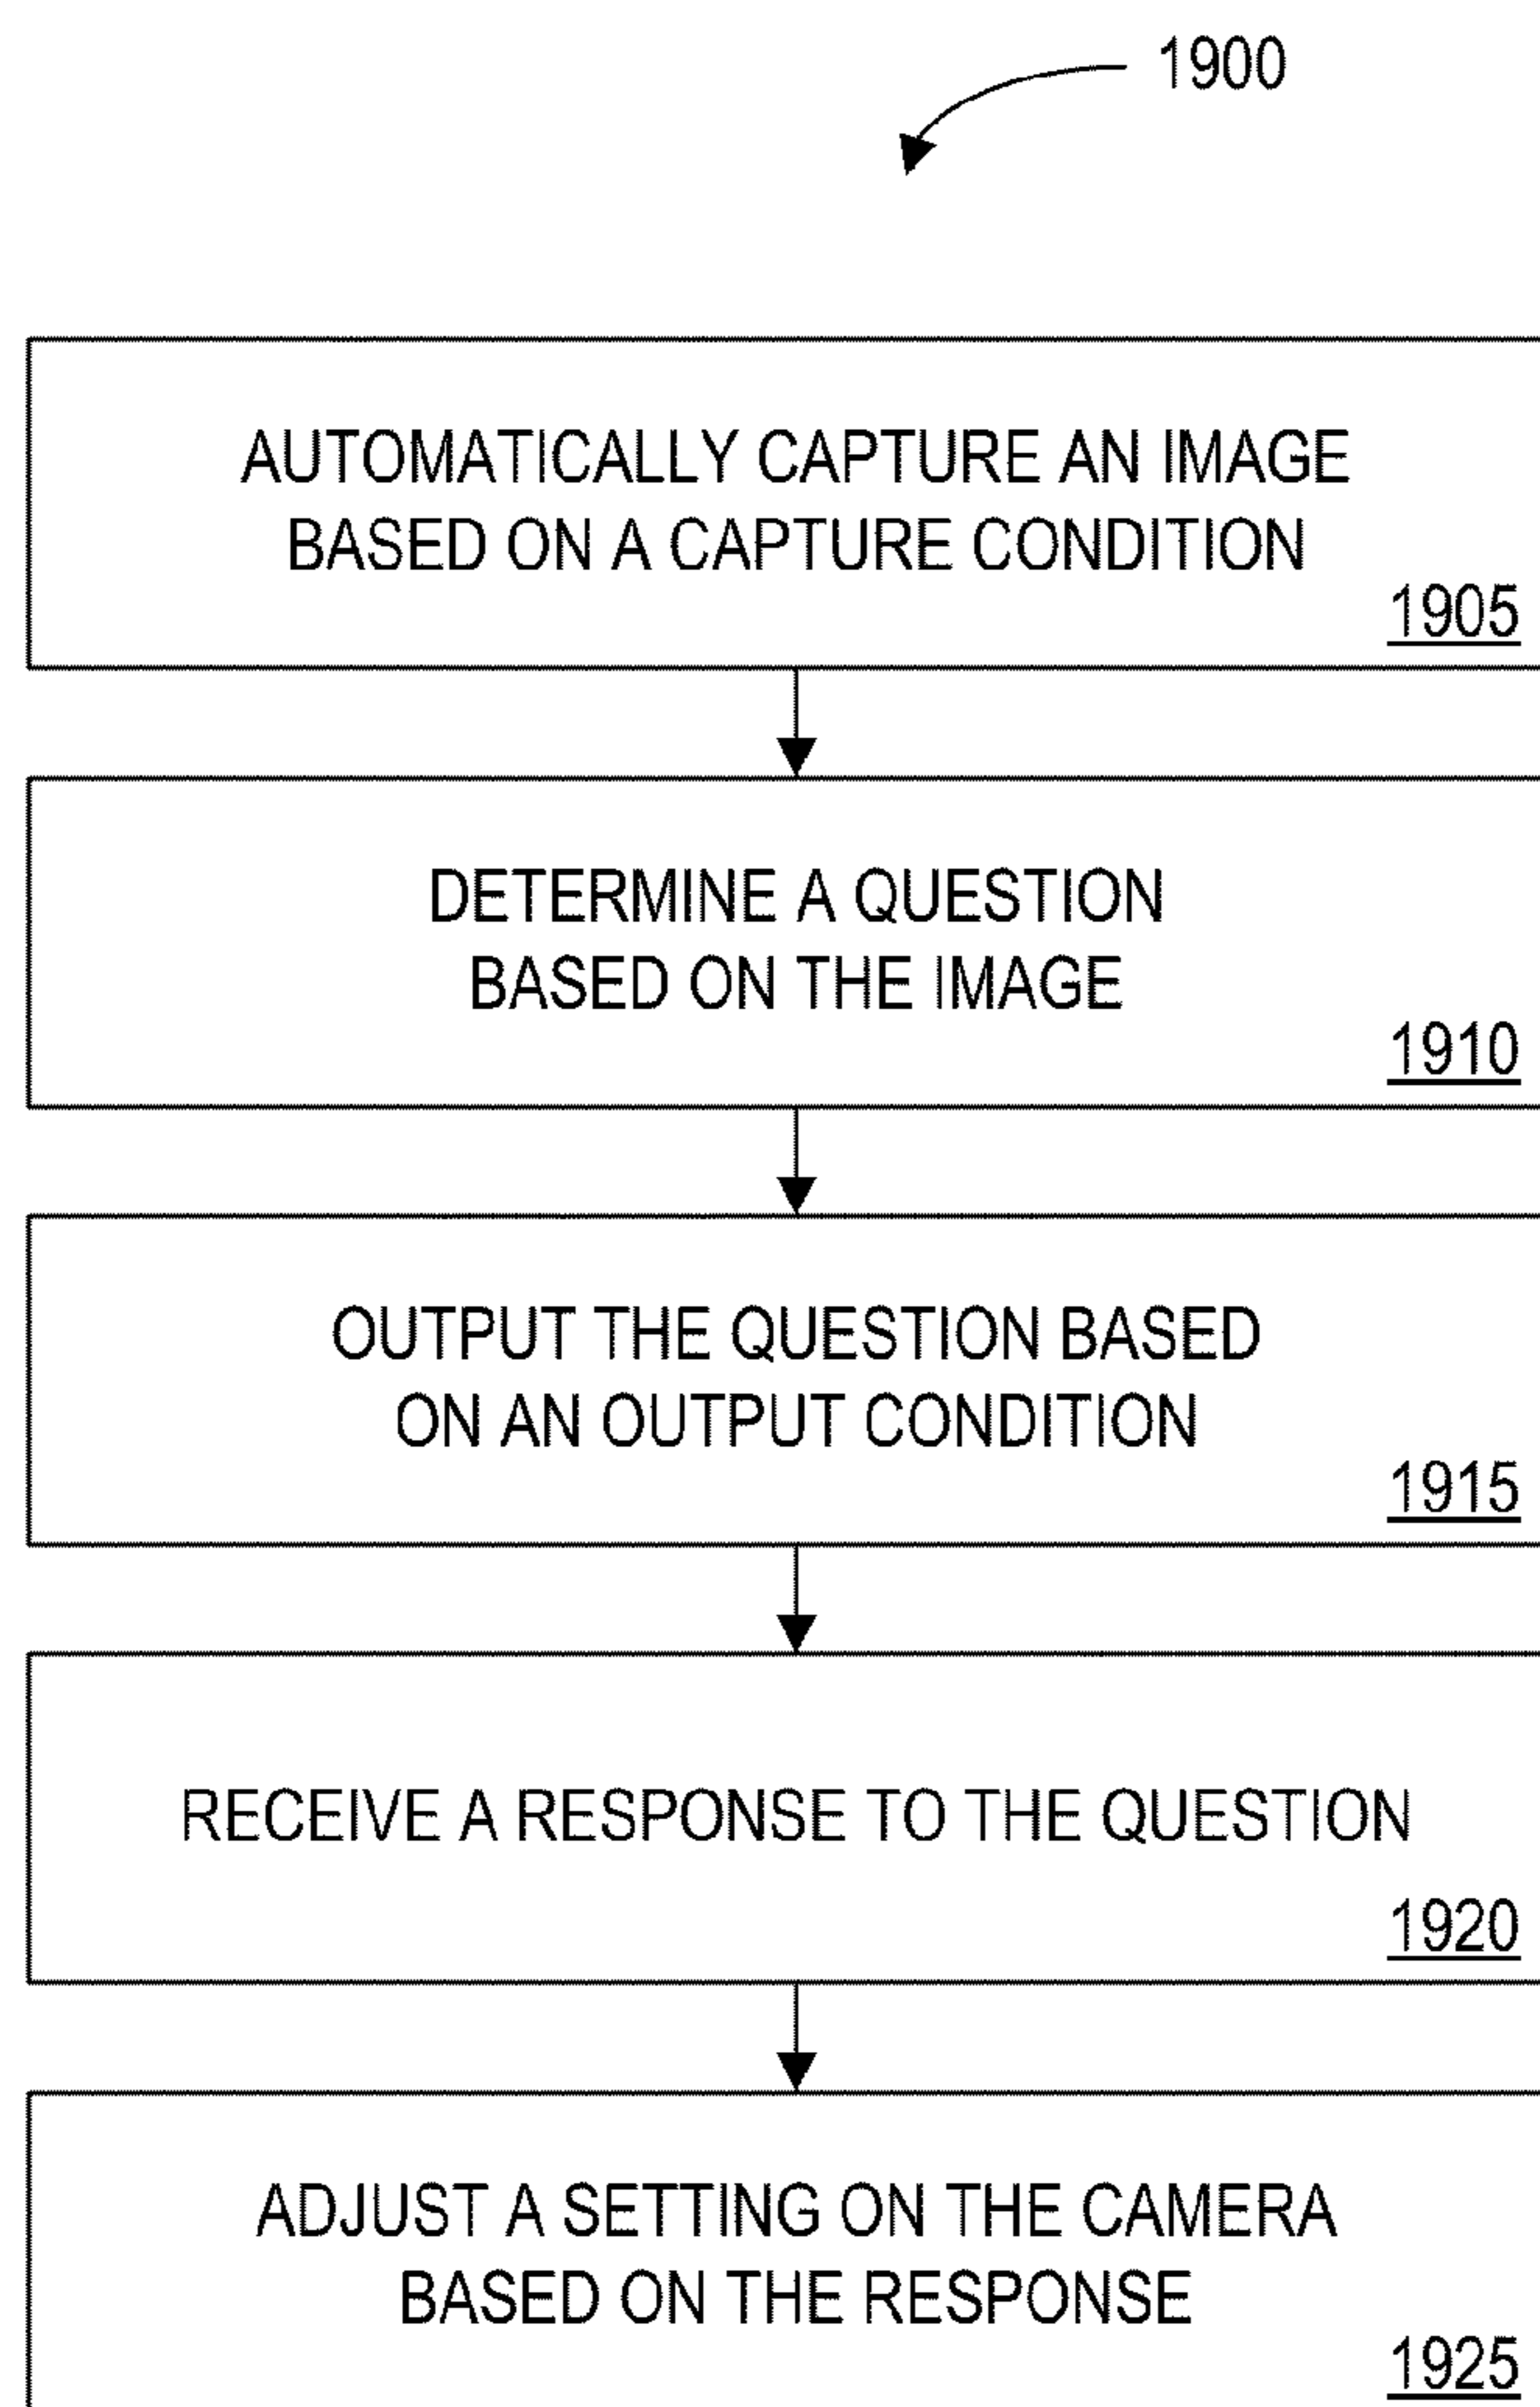 1900
AUTOMATICALLY CAPTURE AN IMAGE
BASED ON A CAPTURE CONDITION
1905
DETERMINE A QUESTION
BASED ON THE IMAGE
1910
OUTPUT THE QUESTION BASED
ON AN OUTPUT CONDITION
1915
RECEIVE A RESPONSE TO THE QUESTION
1920
ADJUST A SETTING ON THE CAMERA
BASED ON THE RESPONSE
1925